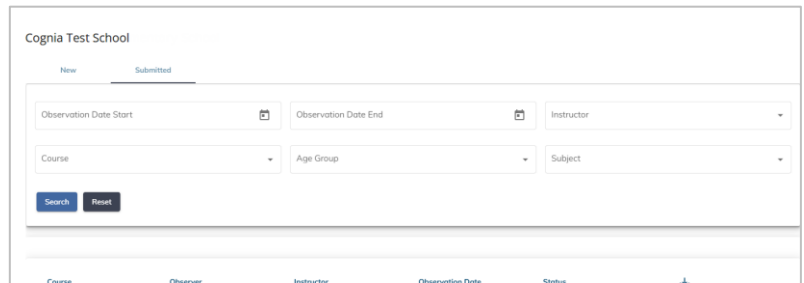 Cognia Test School
New Submitted
Observation Date Start Observation Date End Instructor
Course Age Group Subject
Search Reset
Course Observer Instructor Observation Date Status